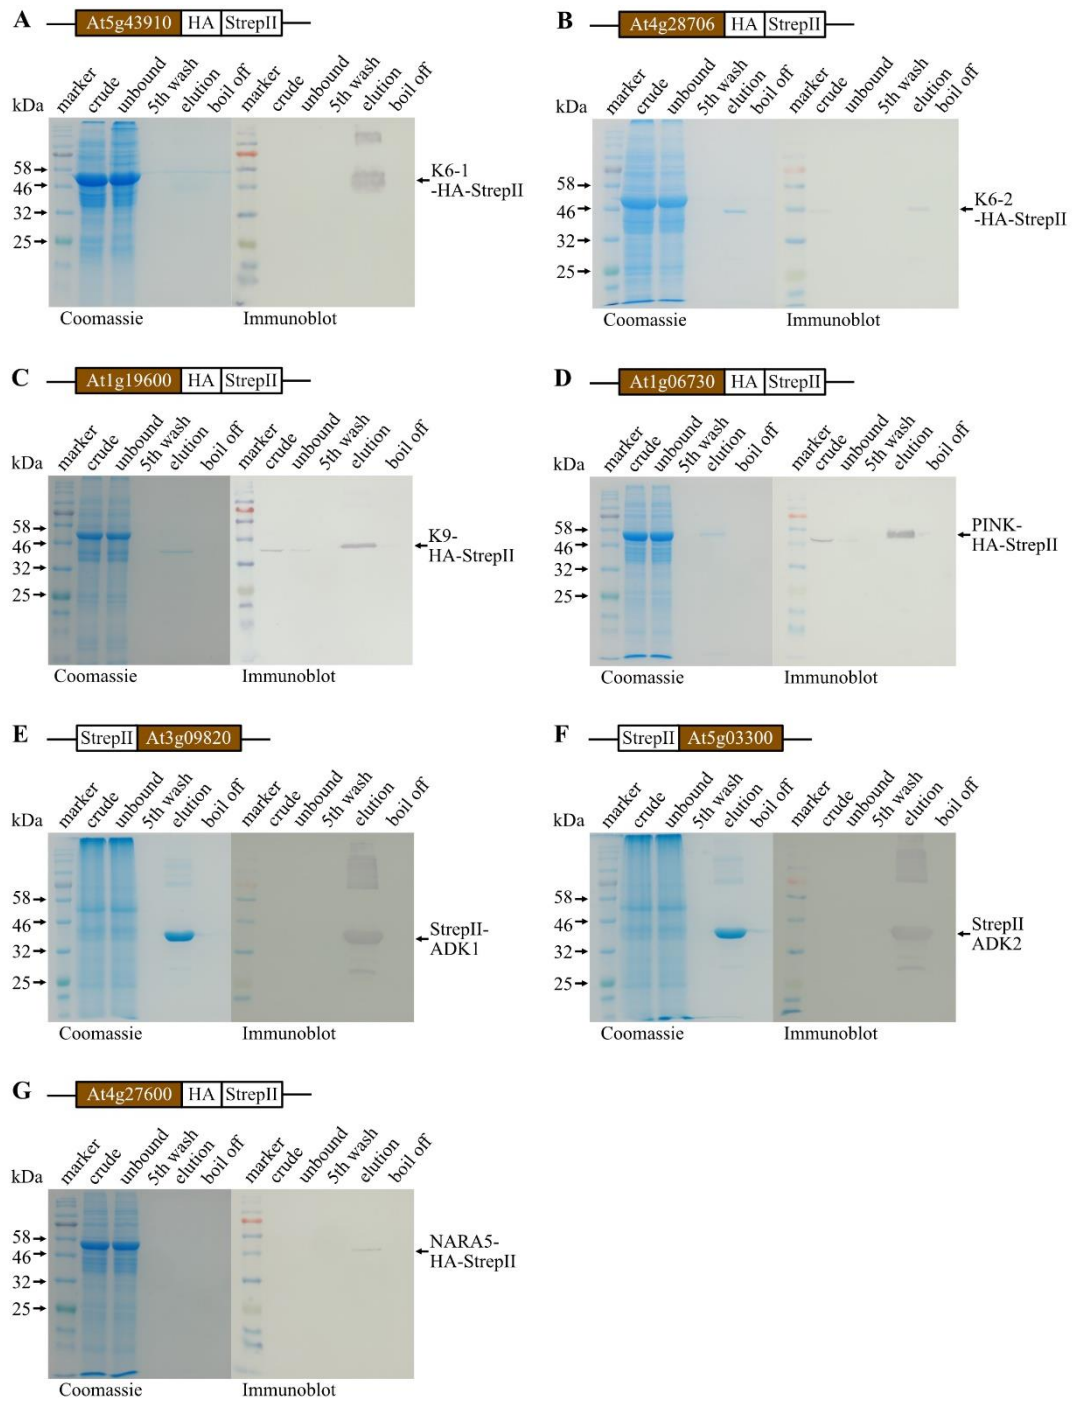 A At5g43910 HA StrepII
kDa marker crude unbound 5th wash elution boil off marker crude unbound 5th wash elution boil off
58
46
32
25
K6-1
-HA-StrepII
Coomassie Immunoblot
B At4g28706 HA StrepII
kDa marker crude unbound 5th wash elution boil off marker crude unbound 5th wash elution boil off
58
46
32
25
K6-2
-HA-StrepII
Coomassie Immunoblot
C At1g19600 HA StrepII
kDa marker crude unbound 5th wash elution boil off marker crude unbound 5th wash elution boil off
58
46
32
25
K9-
HA-StrepII
Coomassie Immunoblot
D At1g06730 HA StrepII
kDa marker crude unbound 5th wash elution boil off marker crude unbound 5th wash elution boil off
58
46
32
25
PINK-
HA-StrepII
Coomassie Immunoblot
E StrepII At3g09820
kDa marker crude unbound 5th wash elution boil off marker crude unbound 5th wash elution boil off
58
46
32
25
StrepII-
ADK1
Coomassie Immunoblot
F StrepII At5g03300
kDa marker crude unbound 5th wash elution boil off marker crude unbound 5th wash elution boil off
58
46
32
25
StrepII
ADK2
Coomassie Immunoblot
G At4g27600 HA StrepII
kDa marker crude unbound 5th wash elution boil off marker crude unbound 5th wash elution boil off
58
46
32
25
NARA5-
HA-StrepII
Coomassie Immunoblot